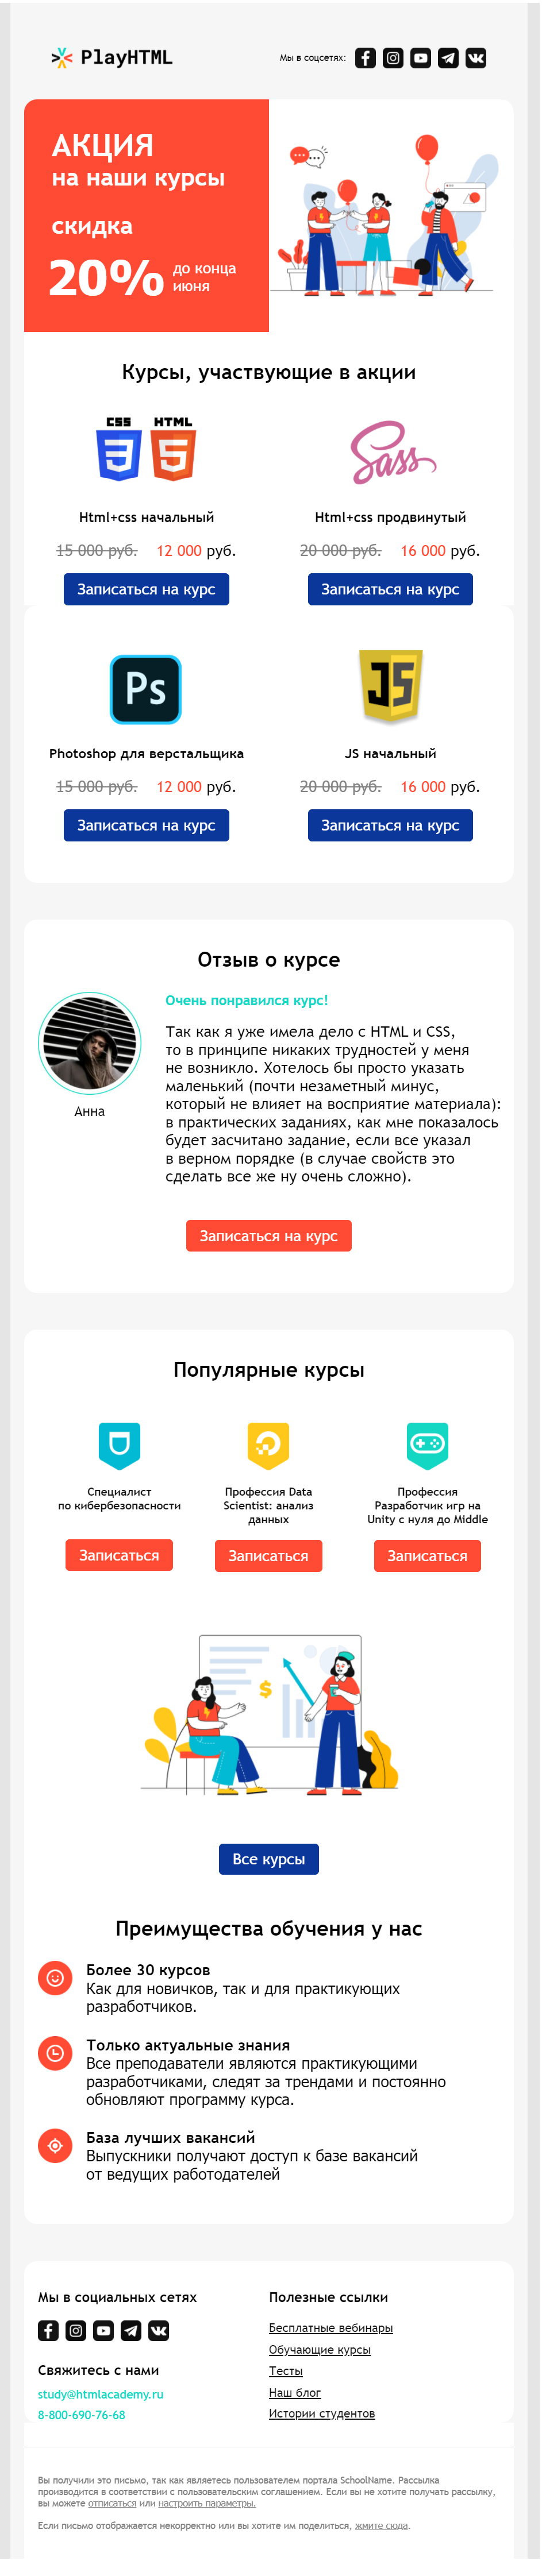 PlayHTML
Мы в соцсетях:
АКЦИЯ
на наши курсы
скидка
20% до конца
июня
Курсы, участвующие в акции
CSS HTML
3 5
Sass
Html+css начальный
15 000 руб. 12 000 руб.
Записаться на курс
Html+css продвинутый
20 000 руб. 16 000 руб.
Записаться на курс
Ps
JS
Photoshop для верстальщика
15 000 руб. 12 000 руб.
Записаться на курс
JS начальный
20 000 руб. 16 000 руб.
Записаться на курс
Отзыв о курсе
Анна
Очень понравился курс!
Так как я уже имела дело с HTML и CSS,
то в принципе никаких трудностей у меня
не возникло. Хотелось бы просто указать
маленький (почти незаметный минус,
который не влияет на восприятие материала):
в практических заданиях, как мне показалось
будет засчитано задание, если все указал
в верном порядке (в случае свойств это
сделать все же ну очень сложно).
Записаться на курс
Популярные курсы
Специалист
по кибербезопасности
Записаться
Профессия Data
Scientist: анализ
данных
Записаться
Профессия
Разработчик игр на
Unity с нуля до Middle
Записаться
$
Все курсы
Преимущества обучения у нас
Более 30 курсов
Как для новичков, так и для практикующих
разработчиков.
Только актуальные знания
Все преподаватели являются практикующими
разработчиками, следят за трендами и постоянно
обновляют программу курса.
База лучших вакансий
Выпускники получают доступ к базе вакансий
от ведущих работодателей
Мы в социальных сетях
Свяжитесь с нами
study@htmlacademy.ru
8-800-690-76-68
Полезные ссылки
Бесплатные вебинары
Обучающие курсы
Тесты
Наш блог
Истории студентов
Вы получили это письмо, так как являетесь пользователем портала SchoolName. Рассылка
производится в соответствии с пользовательским соглашением. Если вы не хотите получать рассылку,
вы можете отписаться или настроить параметры.
Если письмо отображается некорректно или вы хотите им поделиться, жмите сюда.